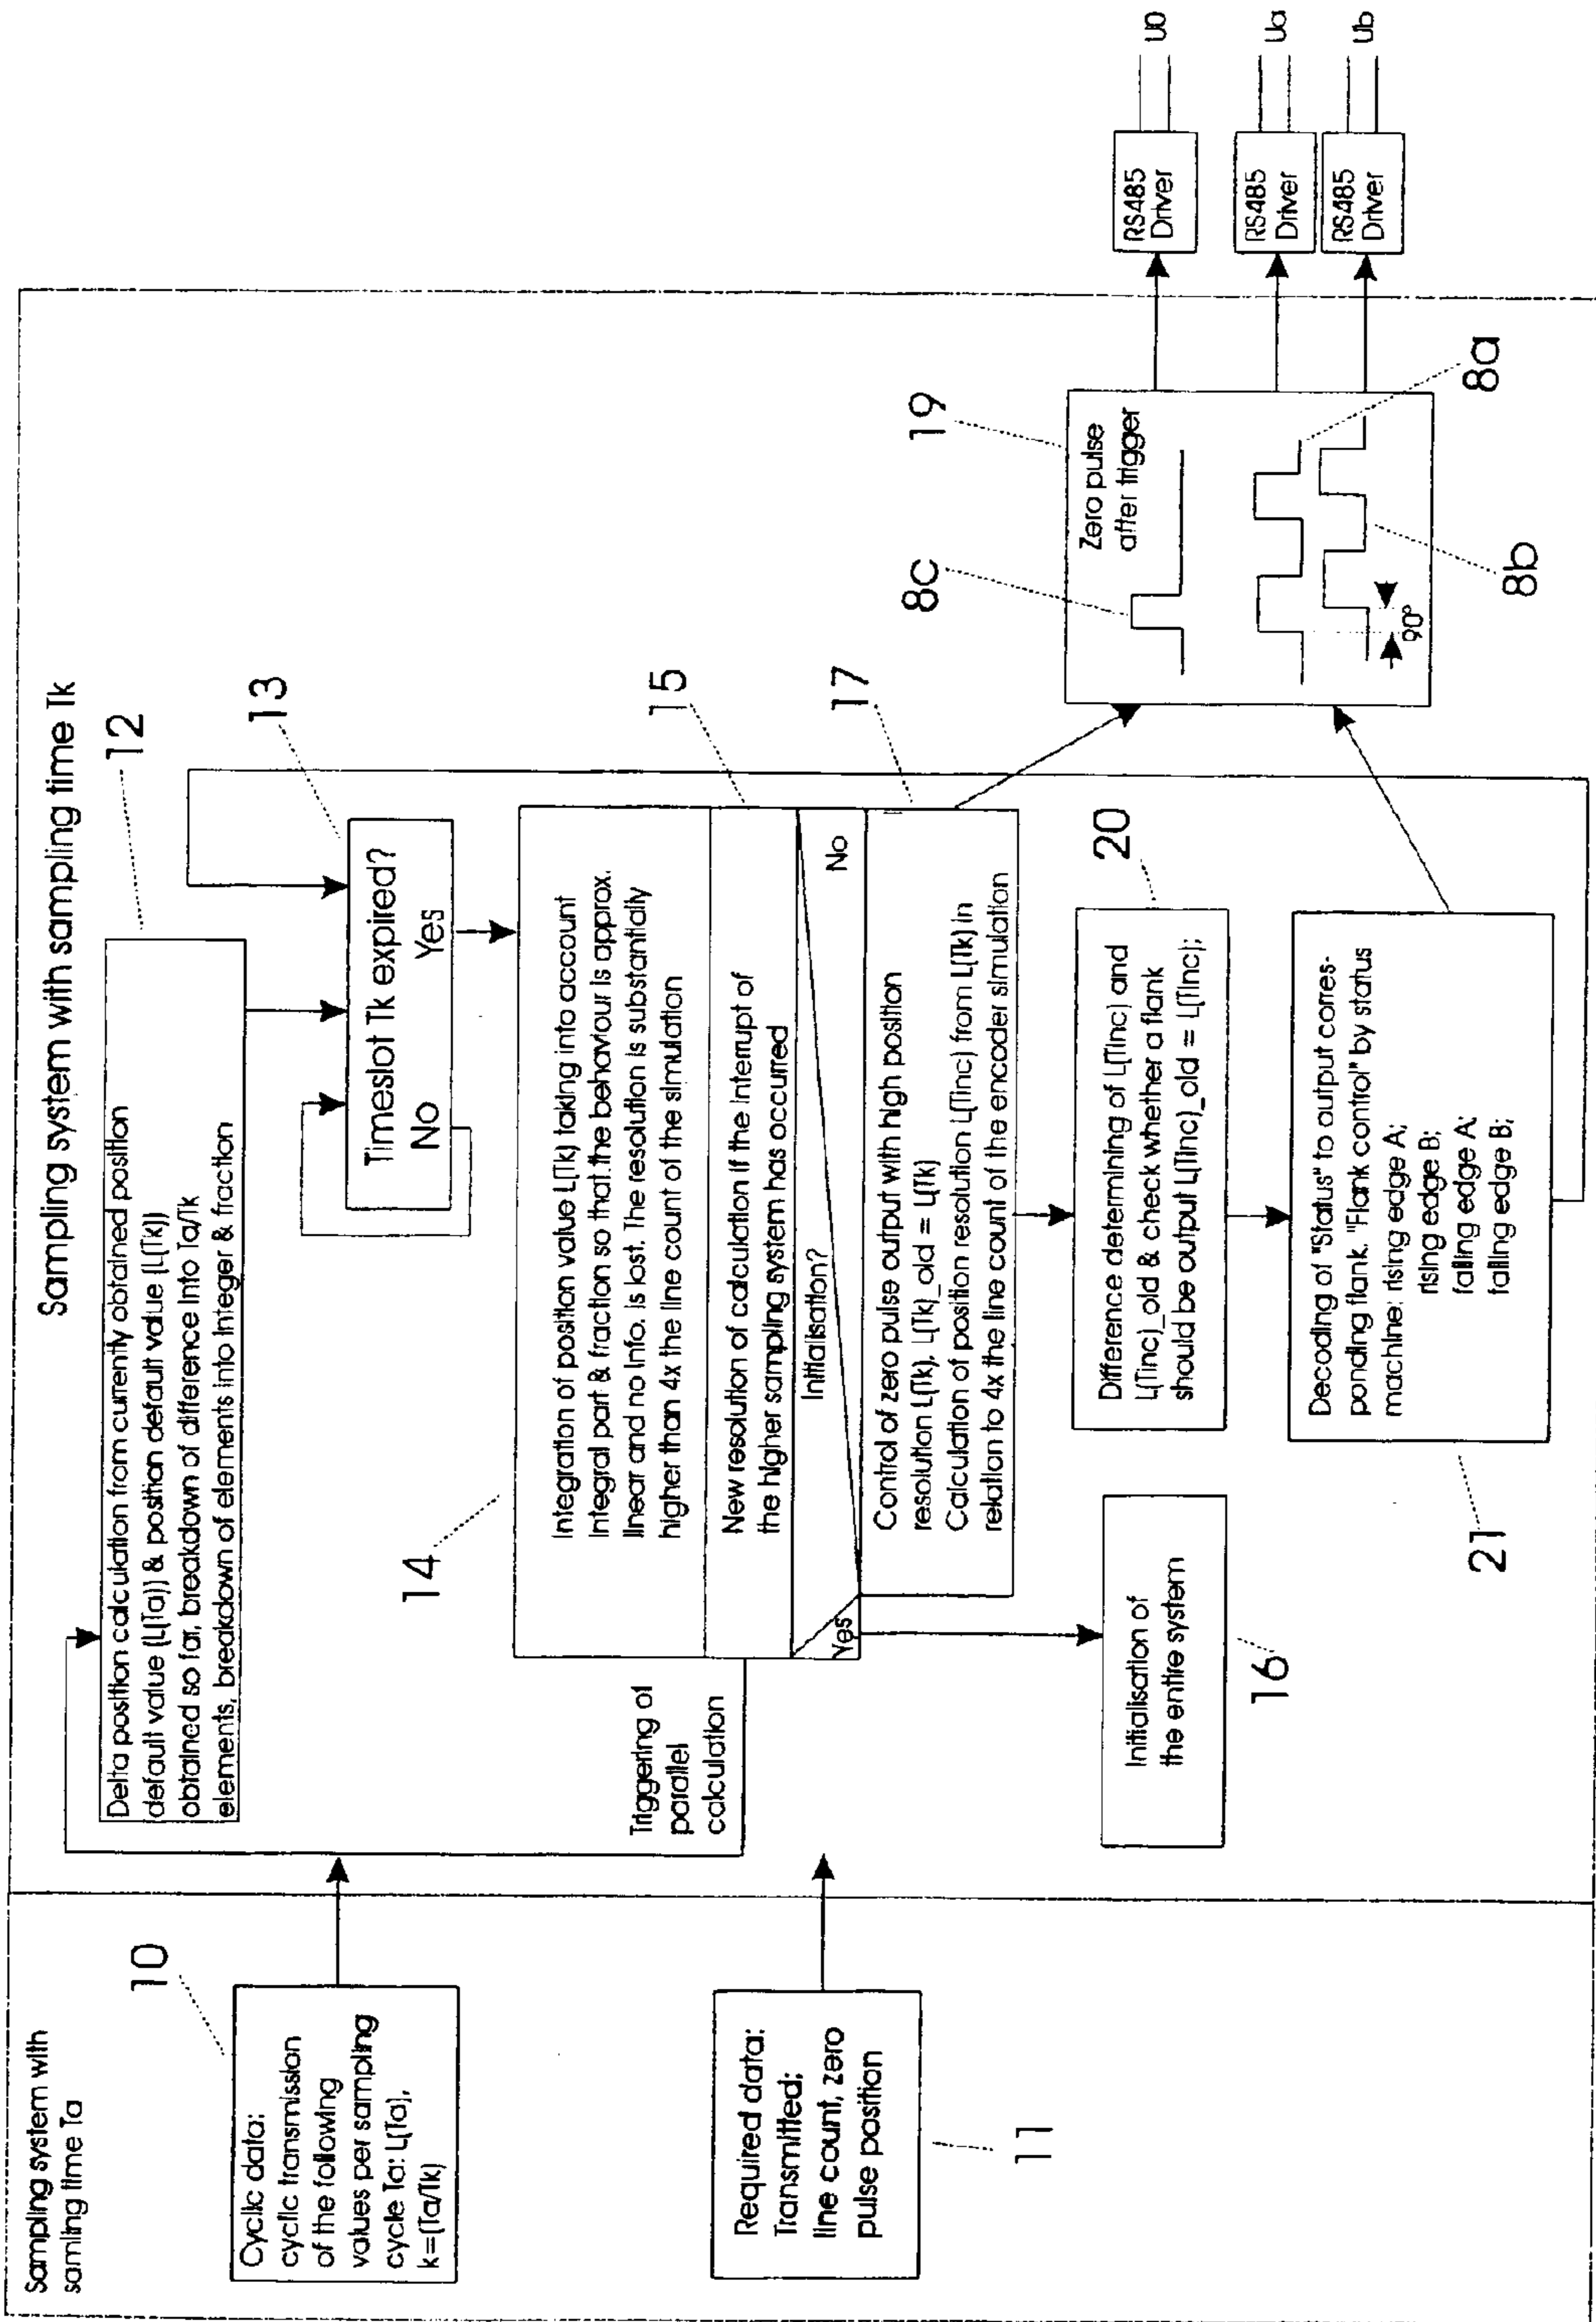 Sampling system with
samling time Ta
10
Cyclic data:
cyclic transmission
of the following
values per sampling
cycle Ta: L(Ta),
k=(Ta/Tk)
Required data:
Transmitted:
line count, zero
pulse position
11
Sampling system with sampling time Tk
12
Delta position calculation from currently obtained position
default value (L(Ta)) & position default value (L(Tk))
obtained so far, breakdown of difference into Ta/Tk
elements, breakdown of elements into integer & fraction
13
Timeslot Tk expired?
No Yes
14
Integration of position value L(Tk) taking into account
integral part & fraction so that the behaviour is approx.
linear and no info. is lost. The resolution is substantially
higher than 4x the line count of the simulation
15
New resolution of calculation if the interrupt of
the higher sampling system has occurred
Initialisation?
Yes
No
17
Control of zero pulse output with high position
resolution L(Tk), L(Tk)_old = L(Tk)
Calculation of position resolution L(Tinc) from L(Tk) in
relation to 4x the line count of the encoder simulation
Triggering of
parallel
calculation
Initialisation of
the entire system
16
20
Difference determining of L(Tinc) and
L(Tinc)_old & check whether a flank
should be output L(Tinc)_old = L(Tinc);
Decoding of "Status" to output corres-
ponding flank. "Flank control" by status
machine: rising edge A;
rising edge B;
falling edge A;
falling edge B;
21
19
Zero pulse
after trigger
8c
8a
8b
90°
RS485
Driver
U0
RS485
Driver
Ua
RS485
Driver
Ub